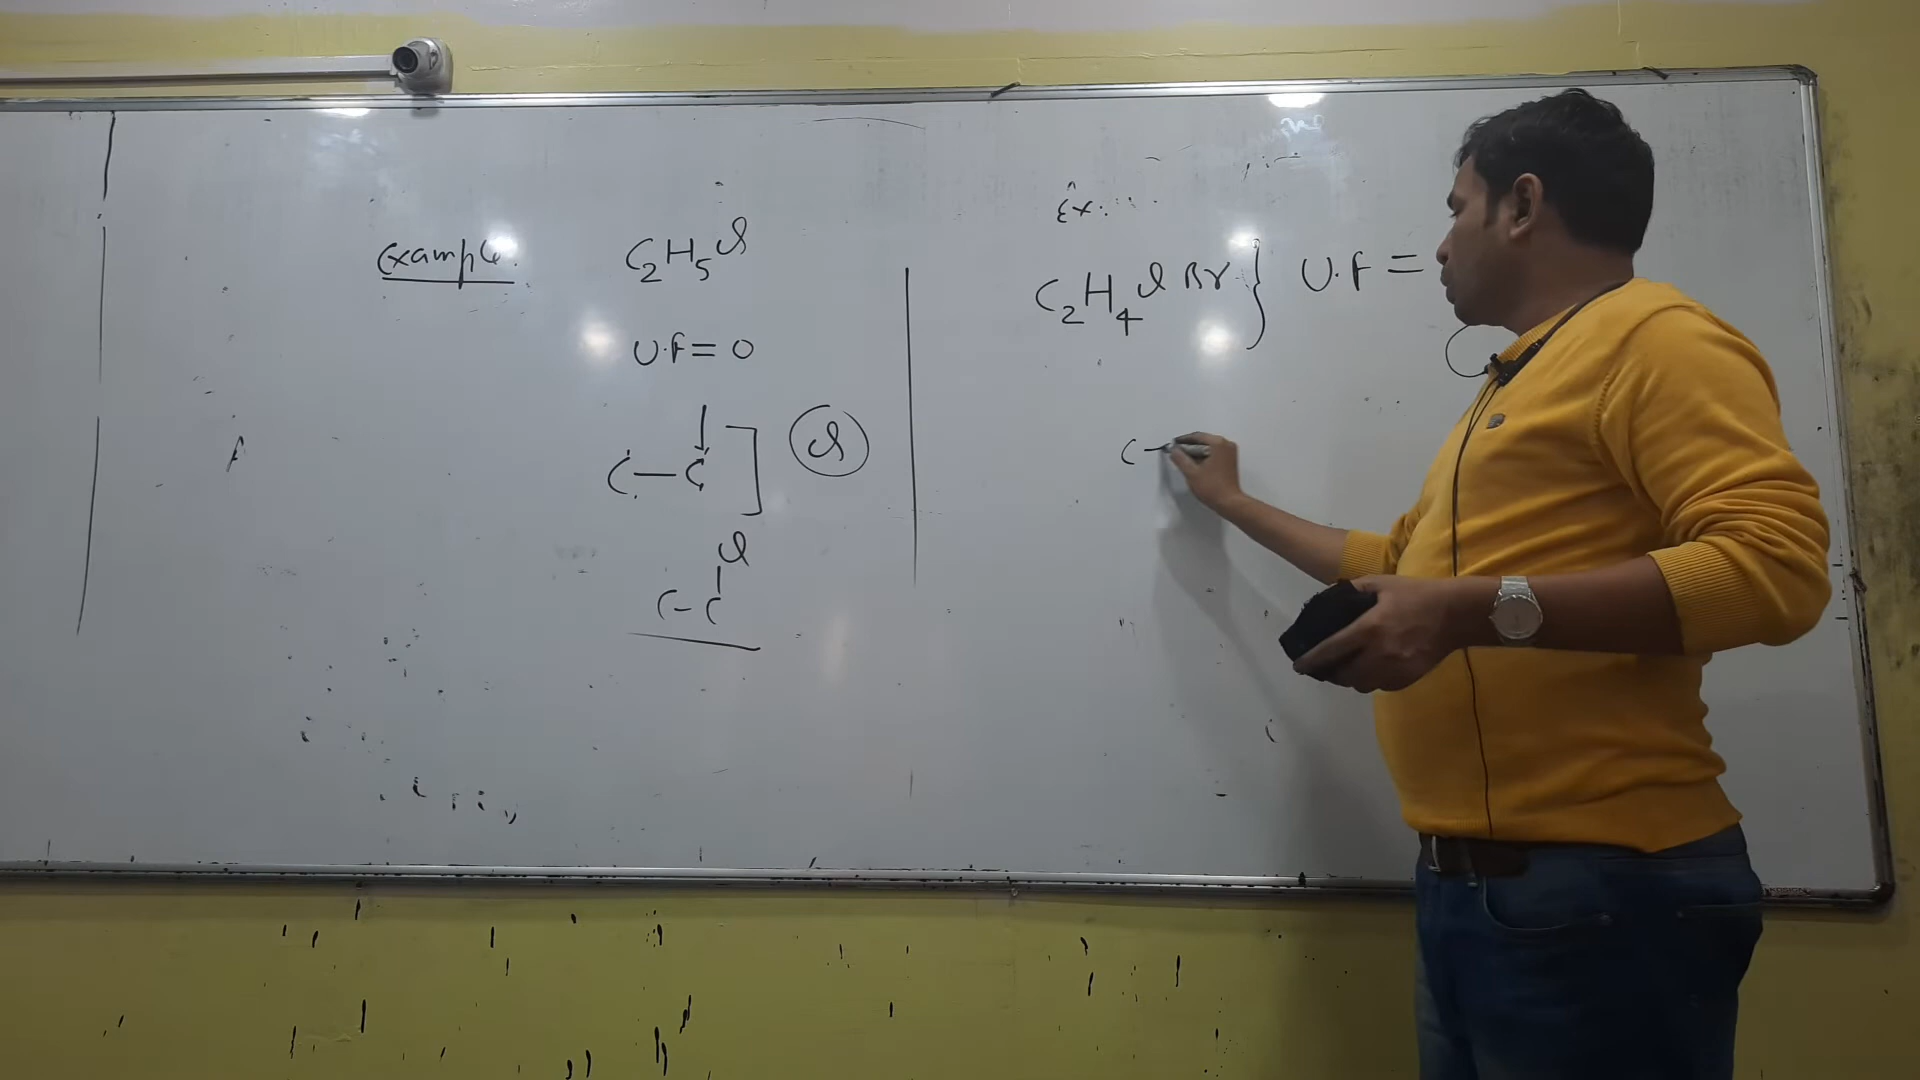 Example.
C2H5Cl
U.F = 0
C — C ] Cl
Cl
C - C
Ex.
C2H4ClBr } U.F =
C -